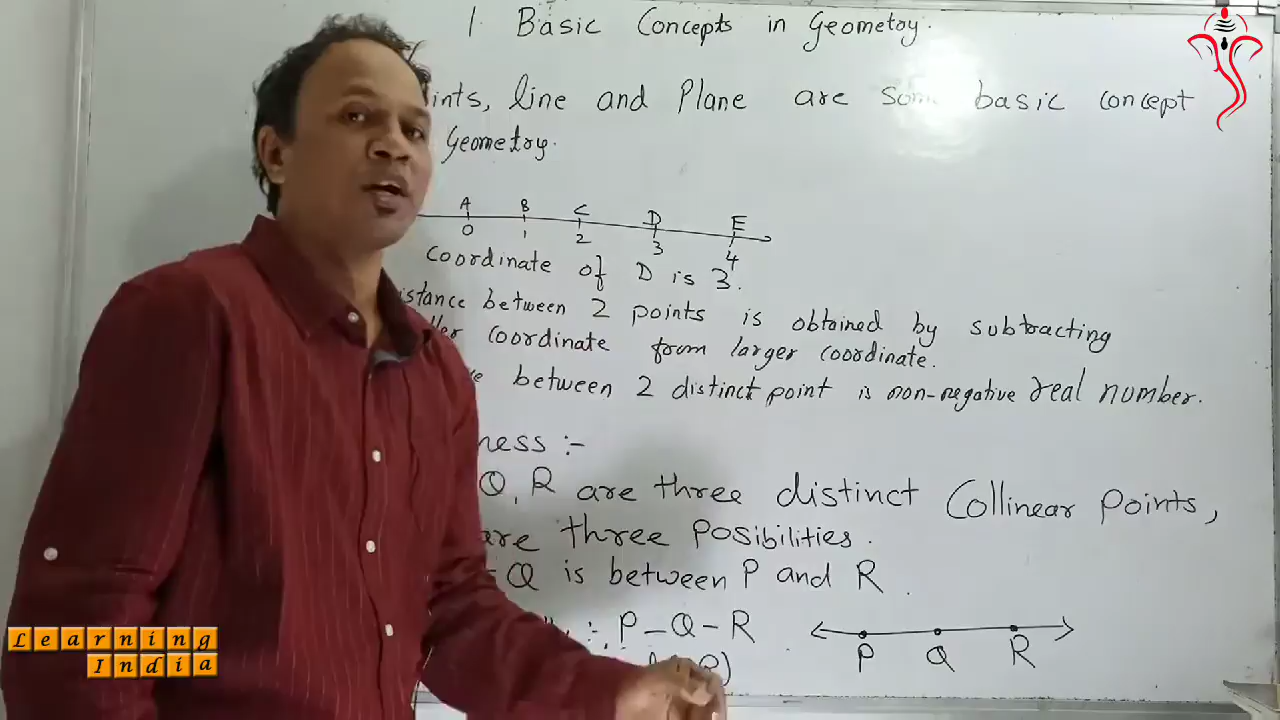 1. Basic Concepts in Geometry.
ints, line and Plane are some basic concept
Geometry.
A B C D E
0 1 2 3 4
Coordinate of D is 3.
istance between 2 points is obtained by subtracting
ller coordinate from larger coordinate.
between 2 distinct point is non-negative real number.
ness :-
Q, R are three distinct Collinear points,
are three posibilities.
Q is between P and R.
P - Q - R
P Q R
Learning
India